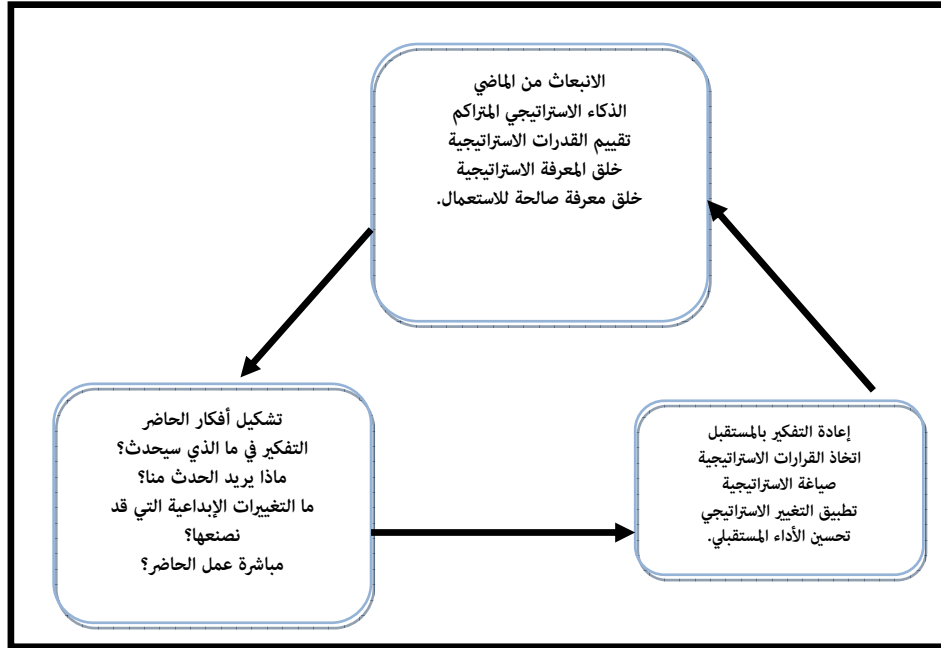 الانبعاث من الماضي
الذكاء الاستراتيجي المتراكم
تقييم القدرات الاستراتيجية
خلق المعرفة الاستراتيجية
خلق معرفة صالحة للاستعمال.
تشكيل أفكار الحاضر
التفكير في ما الذي سيحدث؟
ماذا يريد الحدث منا؟
ما التغييرات الإبداعية التي قد
نصنعها؟
مباشرة عمل الحاضر؟
إعادة التفكير بالمستقبل
اتخاذ القرارات الاستراتيجية
صياغة الاستراتيجية
تطبيق التغيير الاستراتيجي
تحسين الأداء المستقبلي.